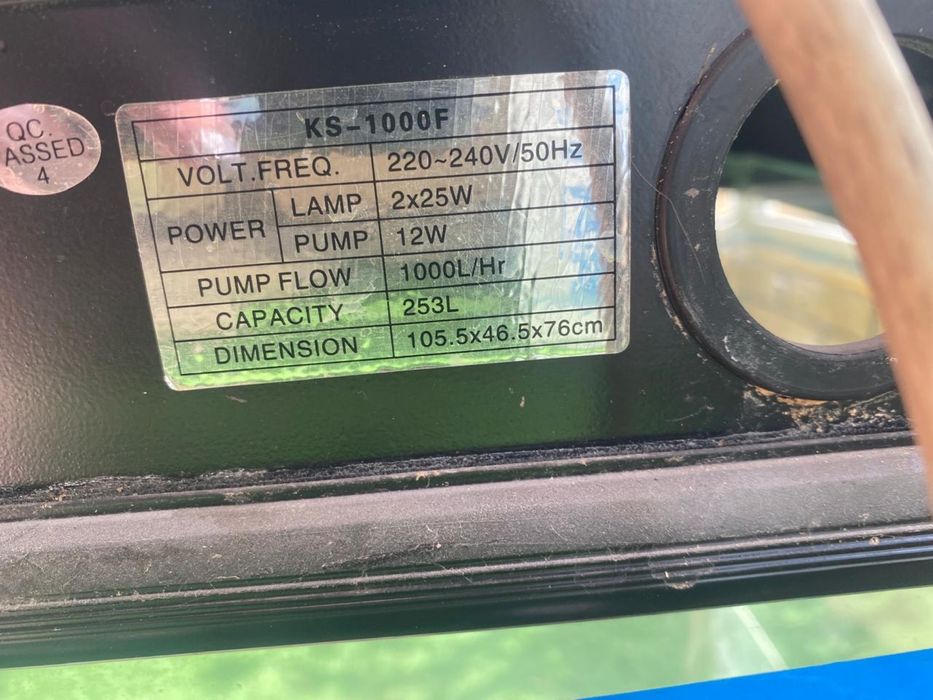 QC.
ASSED
4
KS-1000F
VOLT.FREQ. 220~240V/50Hz
POWER LAMP 2x25W
PUMP 12W
PUMP FLOW 1000L/Hr
CAPACITY 253L
DIMENSION 105.5x46.5x76cm